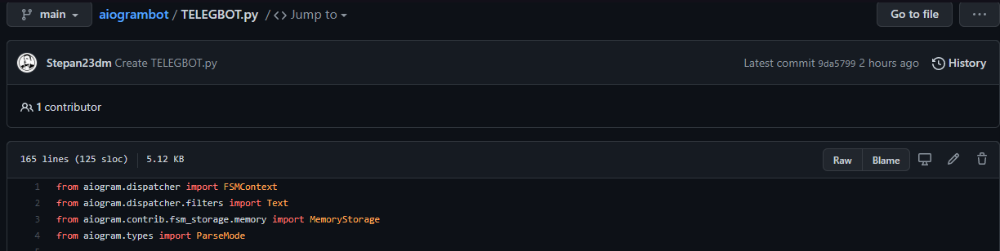 main aiogrambot / TELEGBOT.py / <> Jump to Go to file ...
Stepan23dm Create TELEGBOT.py Latest commit 9da5799 2 hours ago History
1 contributor
165 lines (125 sloc) 5.12 KB Raw Blame
1 from aiogram.dispatcher import FSMContext
2 from aiogram.dispatcher.filters import Text
3 from aiogram.contrib.fsm_storage.memory import MemoryStorage
4 from aiogram.types import ParseMode